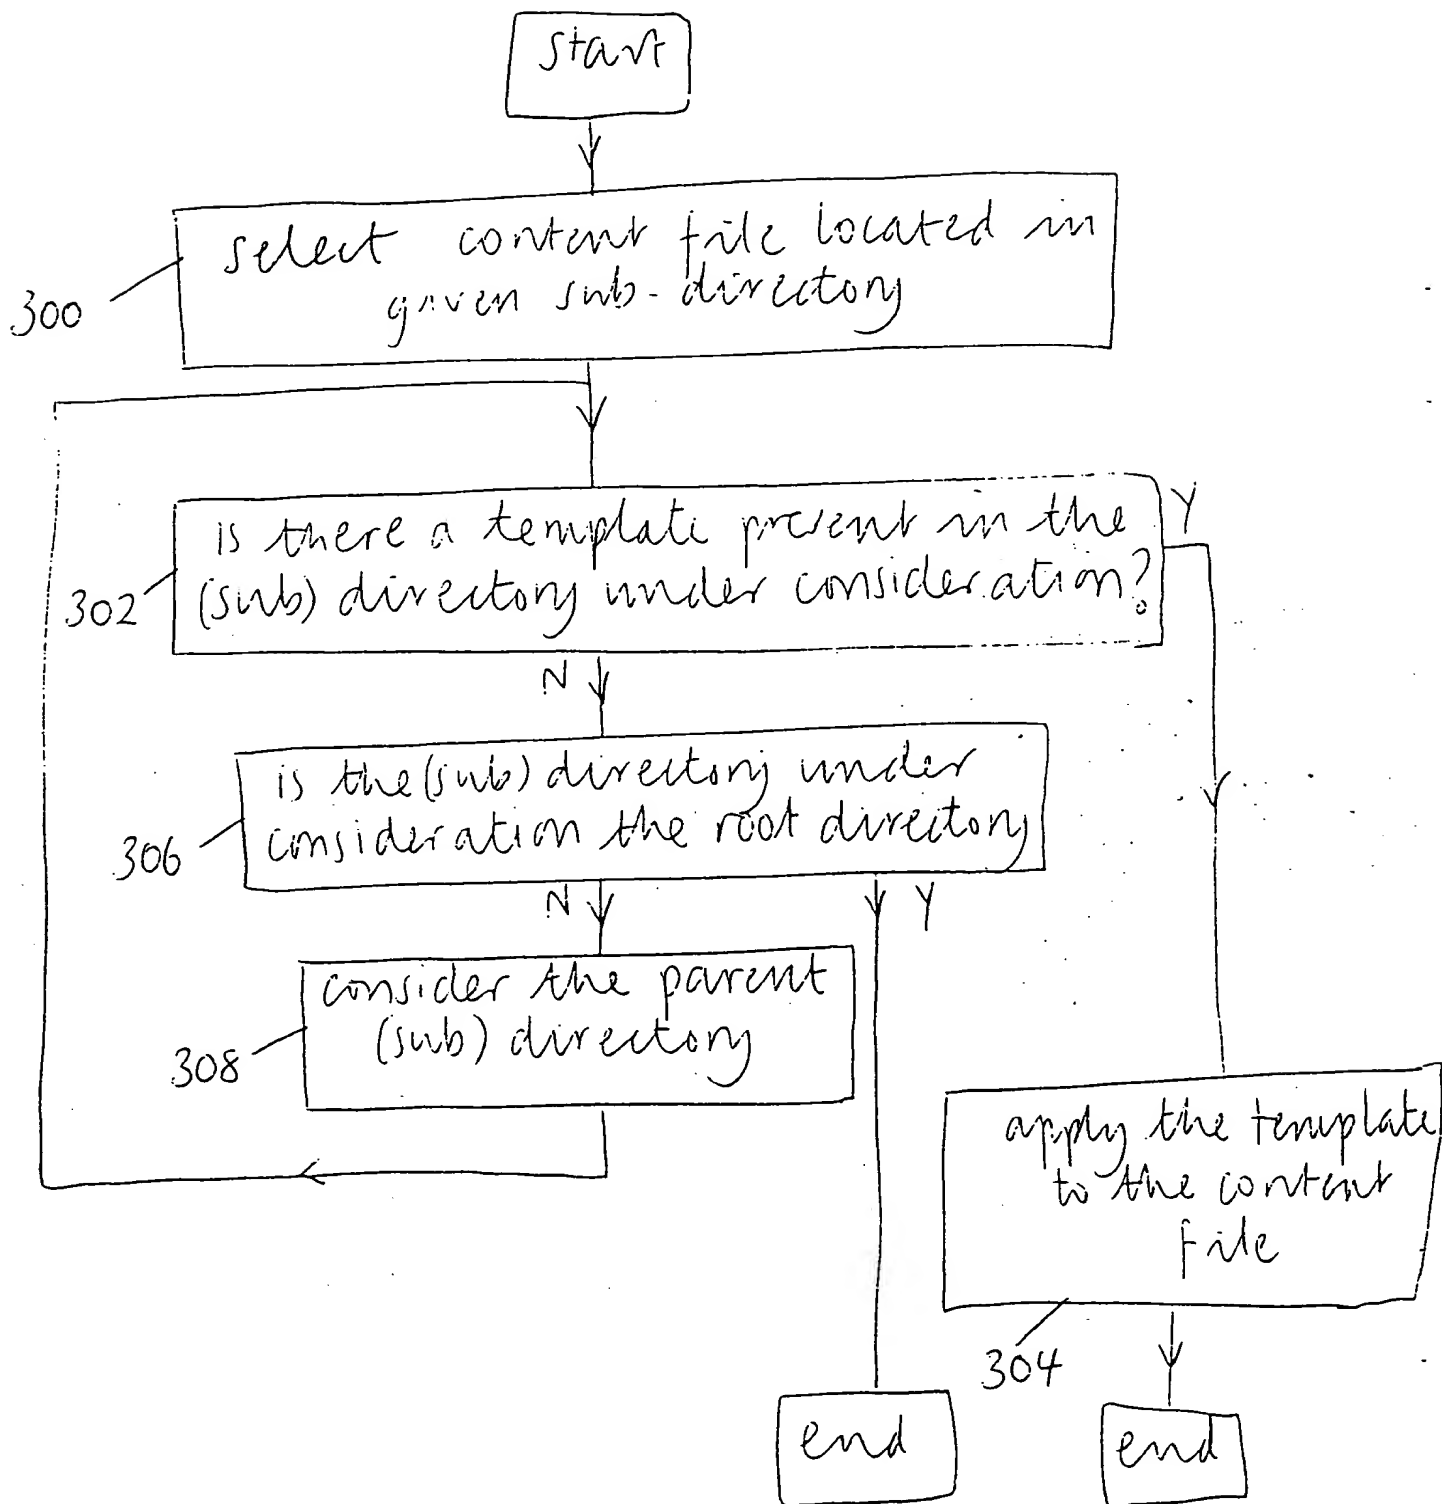 start
select content file located in
given sub-directory
300
is there a template present in the
(sub) directory under consideration?
Y
302
N
is the (sub) directory under
consideration the root directory
306
N
Y
consider the parent
(sub) directory
308
apply the template
to the content
file
304
end
end